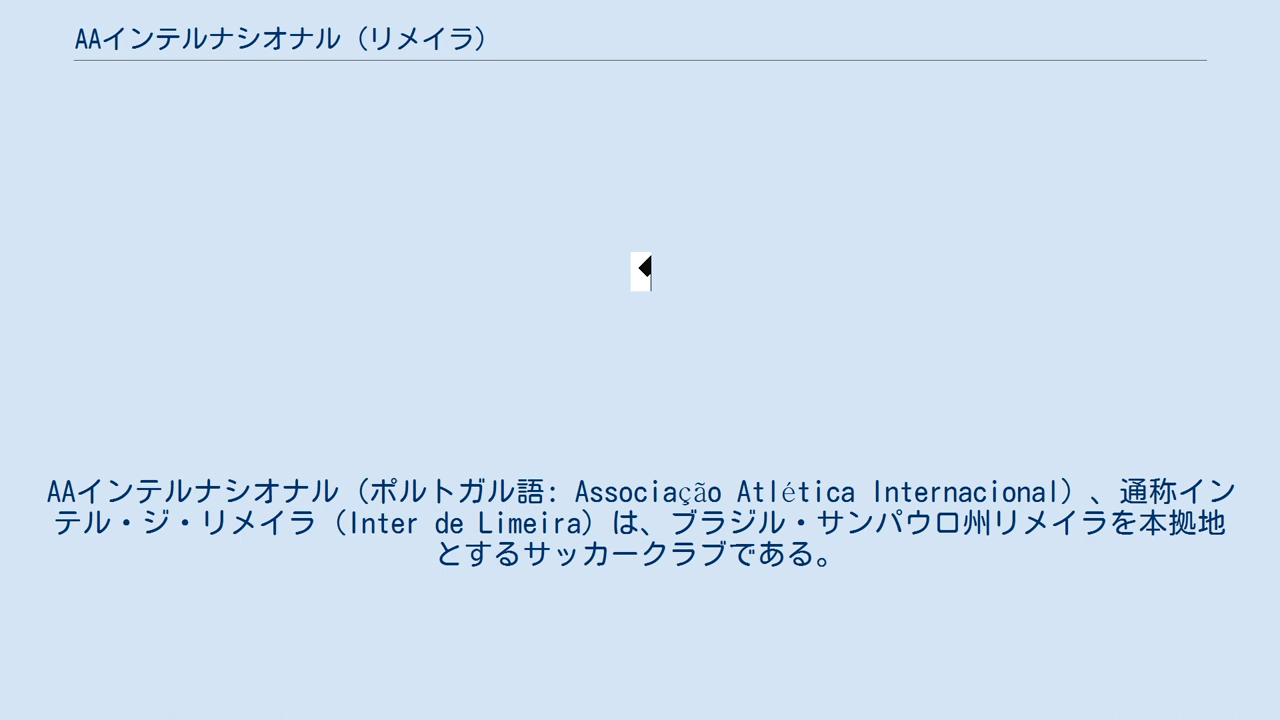 AAインテルナシオナル（リメイラ）
AAインテルナシオナル（ポルトガル語: Associação Atlética Internacional）、通称イン
テル・ジ・リメイラ（Inter de Limeira）は、ブラジル・サンパウロ州リメイラを本拠地
とするサッカークラブである。